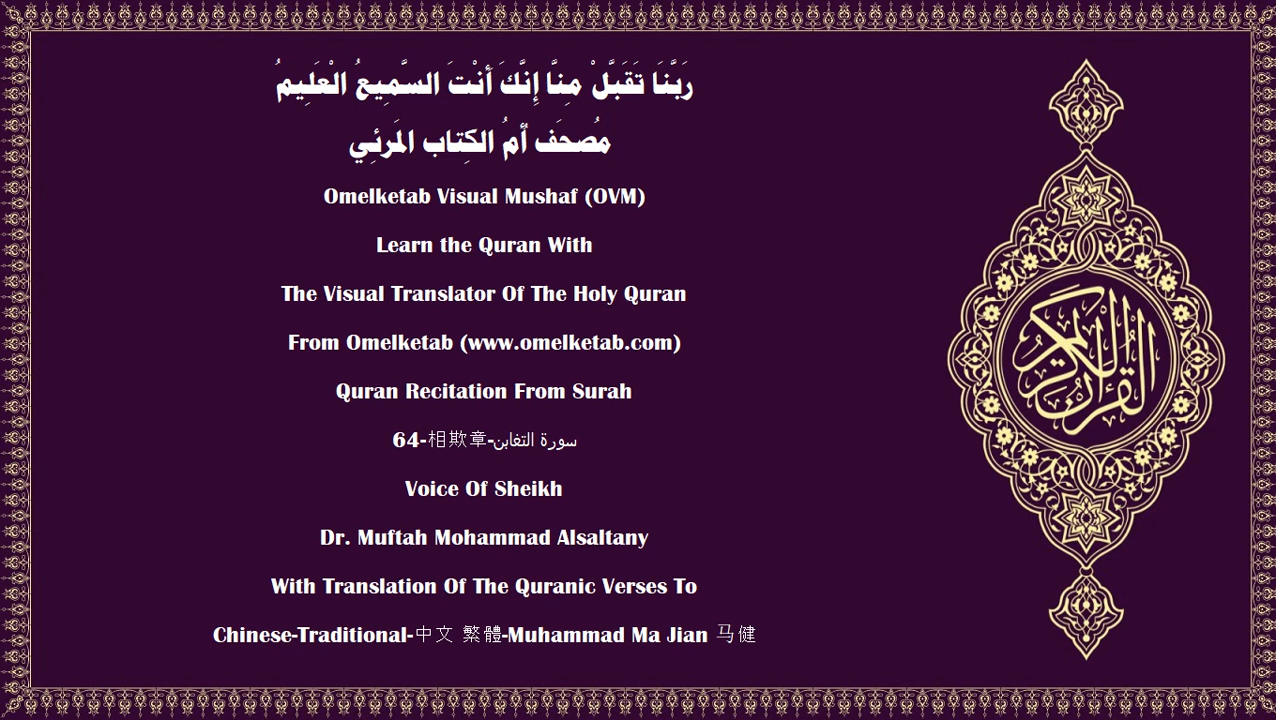 رَبَّنَا تَقَبَّلْ مِنَّا إِنَّكَ أَنْتَ السَّمِيعُ الْعَلِيمُ
مُصحَف أمُ الكِتاب المَرئِي
Omelketab Visual Mushaf (OVM)
Learn the Quran With
The Visual Translator Of The Holy Quran
From Omelketab (www.omelketab.com)
Quran Recitation From Surah
64-相欺章-سورة التغابن
Voice Of Sheikh
Dr. Muftah Mohammad Alsaltany
With Translation Of The Quranic Verses To
Chinese-Traditional-中文 繁體-Muhammad Ma Jian 马健
القرآن الكريم